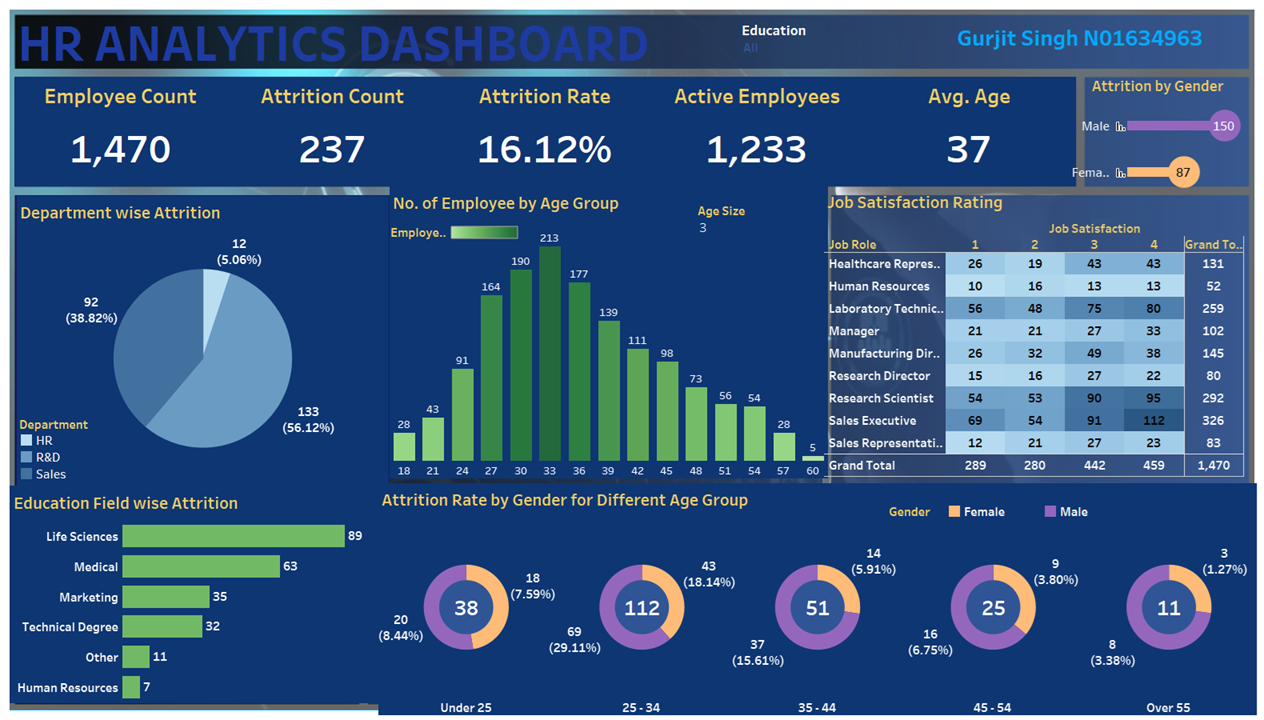 HR ANALYTICS DASHBOARD
Education
All
Gurjit Singh N01634963
Employee Count
1,470
Attrition Count
237
Attrition Rate
16.12%
Active Employees
1,233
Avg. Age
37
Attrition by Gender
Male 150
Fema.. 87
Department wise Attrition
12
(5.06%)
92
(38.82%)
133
(56.12%)
Department
HR
R&D
Sales
No. of Employee by Age Group
Employe..
Age Size
3
28 43 91 164 190 213 177 139 111 98 73 56 54 28 5
18 21 24 27 30 33 36 39 42 45 48 51 54 57 60
Job Satisfaction Rating
Job Satisfaction
Job Role 1 2 3 4 Grand To..
Healthcare Repres.. 26 19 43 43 131
Human Resources 10 16 13 13 52
Laboratory Technic.. 56 48 75 80 259
Manager 21 21 27 33 102
Manufacturing Dir.. 26 32 49 38 145
Research Director 15 16 27 22 80
Research Scientist 54 53 90 95 292
Sales Executive 69 54 91 112 326
Sales Representati.. 12 21 27 23 83
Grand Total 289 280 442 459 1,470
Education Field wise Attrition
Life Sciences 89
Medical 63
Marketing 35
Technical Degree 32
Other 11
Human Resources 7
Attrition Rate by Gender for Different Age Group
Gender Female Male
18
(7.59%)
38
20
(8.44%)
Under 25
43
(18.14%)
112
69
(29.11%)
25 - 34
14
(5.91%)
51
37
(15.61%)
35 - 44
9
(3.80%)
25
16
(6.75%)
45 - 54
3
(1.27%)
11
8
(3.38%)
Over 55